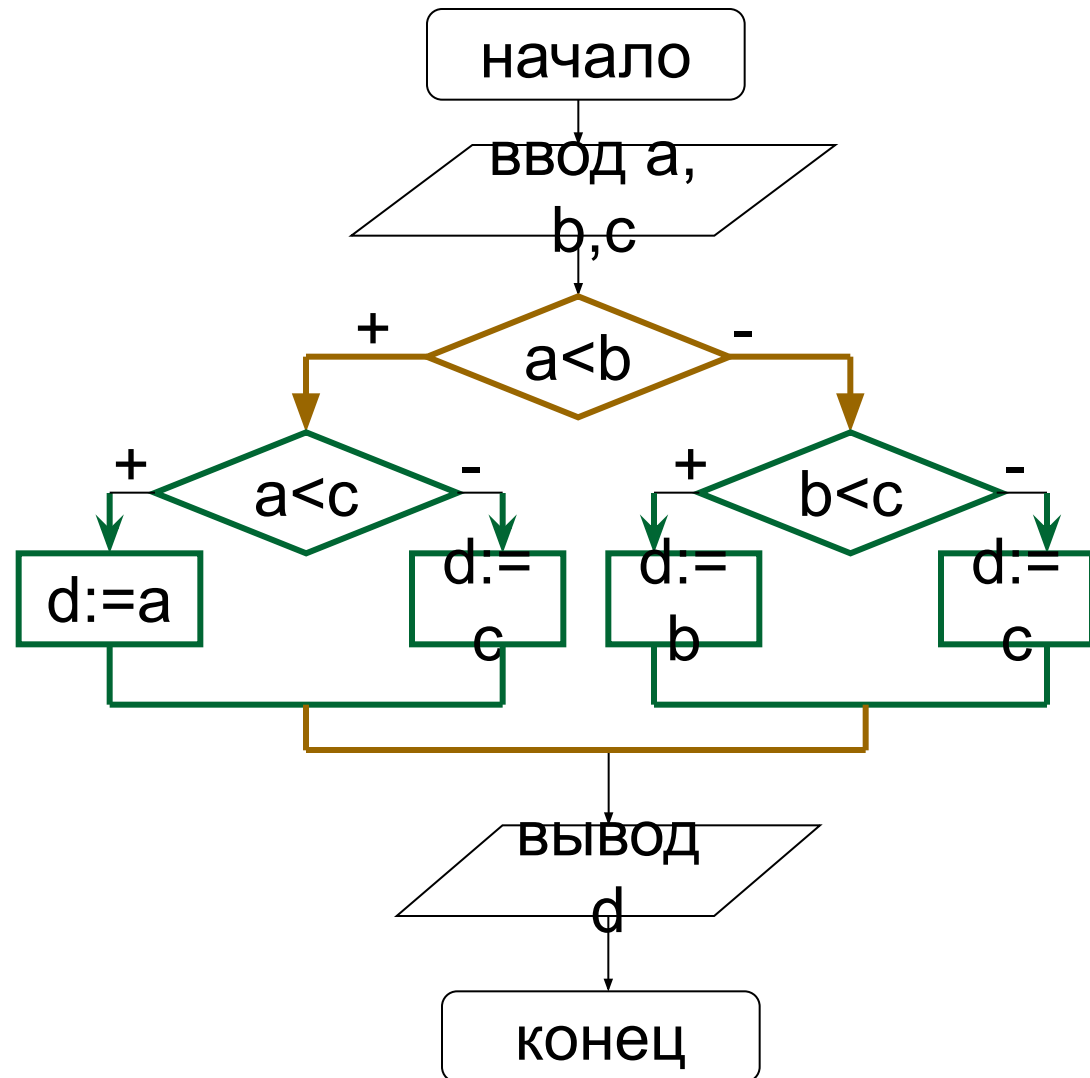 начало
ввод a,
b,c
+
-
a<b
+
-
+
-
a<c
b<c
d:=a
d:=
c
d:=
b
d:=
c
вывод
d
конец